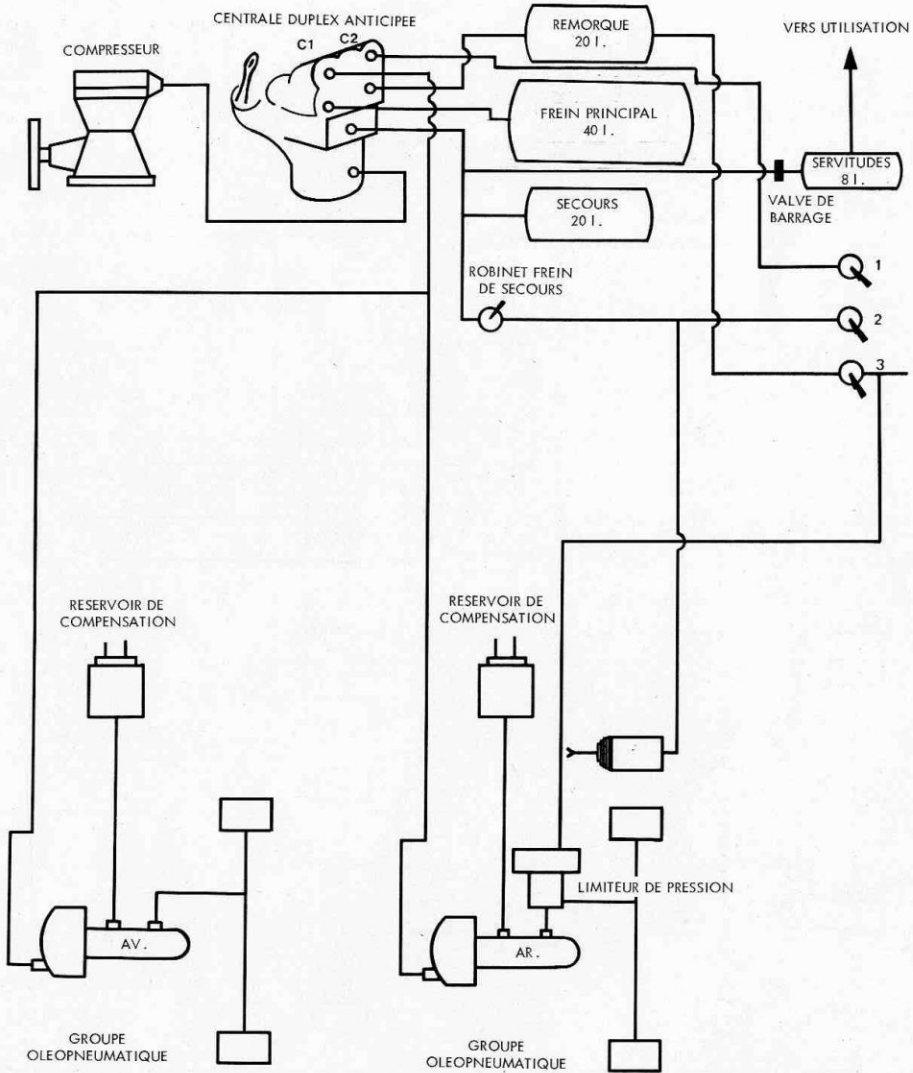 CENTRALE DUPLEX ANTICIPEE
C1 C2
COMPRESSEUR
REMORQUE
20 l.
VERS UTILISATION
FREIN PRINCIPAL
40 l.
SERVITUDES
8 l.
VALVE DE
BARRAGE
SECOURS
20 l.
ROBINET FREIN
DE SECOURS
1
2
3
RESERVOIR DE
COMPENSATION
RESERVOIR DE
COMPENSATION
LIMITEUR DE PRESSION
AV.
AR.
GROUPE
OLEOPNEUMATIQUE
GROUPE
OLEOPNEUMATIQUE